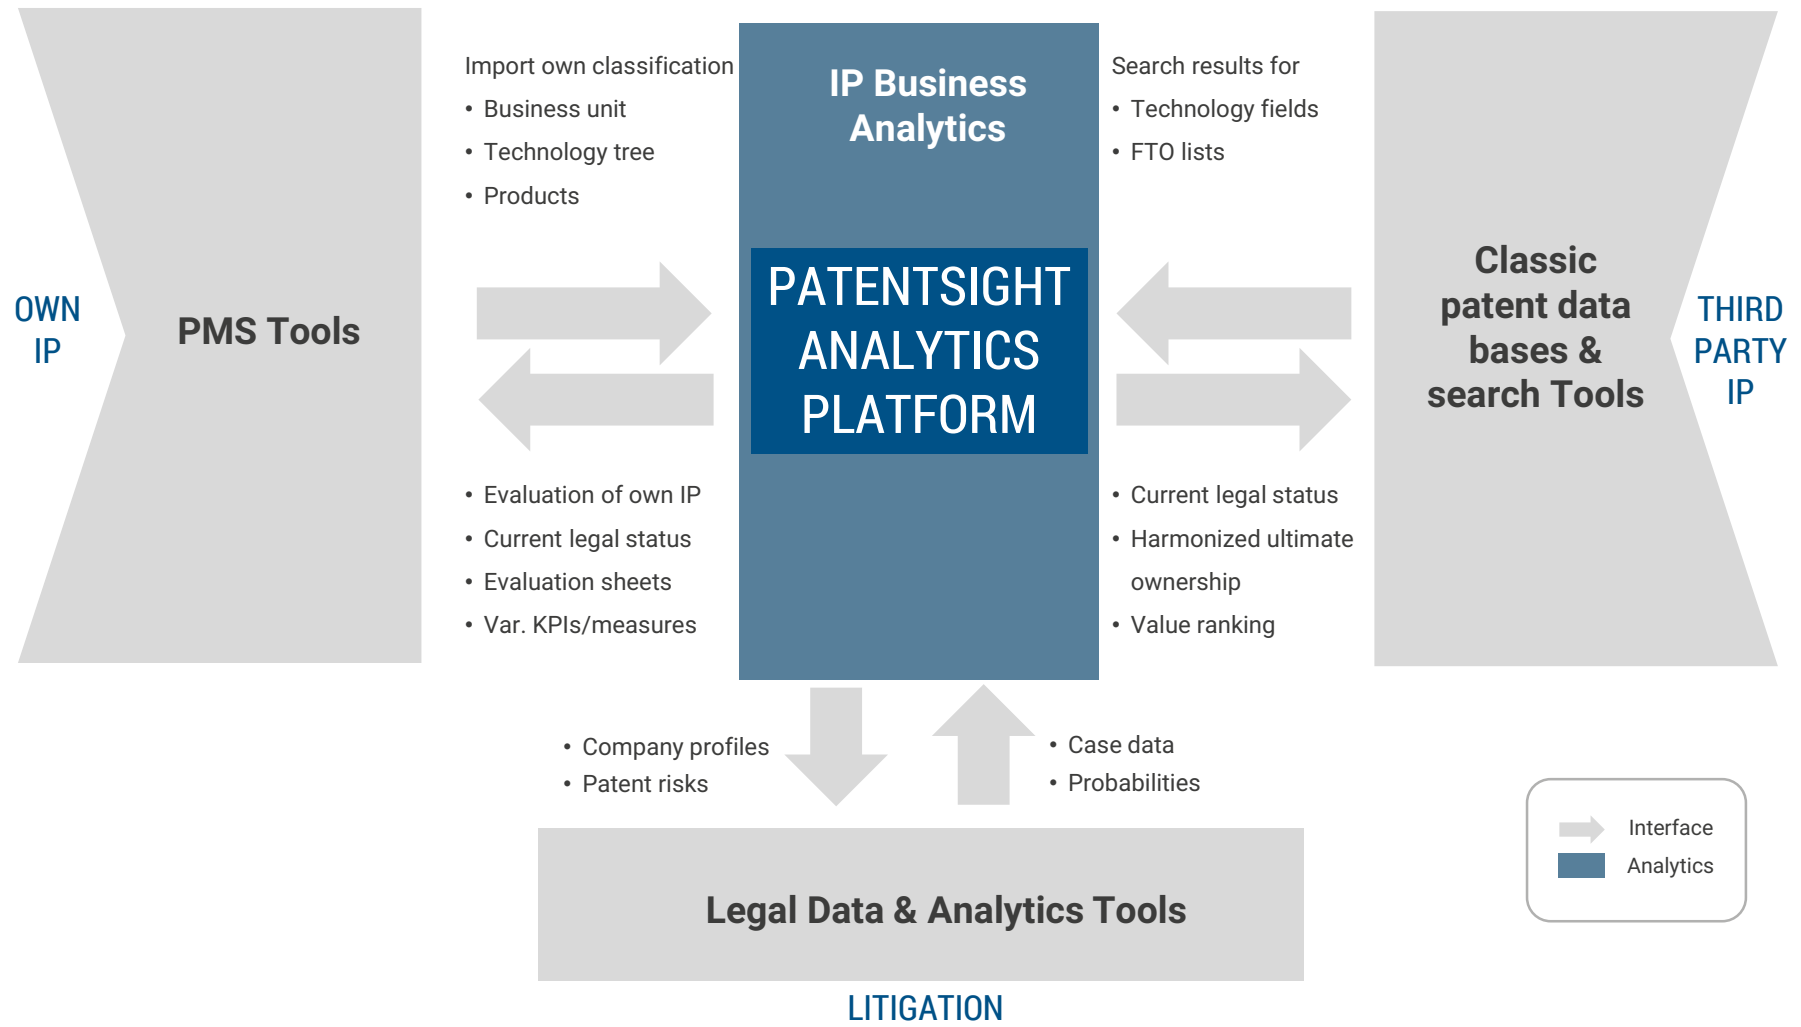 Import own classification
• Business unit
• Technology tree
• Products
IP Business
Analytics
Search results for
• Technology fields
• FTO lists
OWN
IP
PMS Tools
PATENTSIGHT
ANALYTICS
PLATFORM
Classic
patent data
bases &
search Tools
THIRD
PARTY
IP
• Evaluation of own IP
• Current legal status
• Evaluation sheets
• Var. KPIs/measures
• Current legal status
• Harmonized ultimate
ownership
• Value ranking
• Company profiles
• Patent risks
• Case data
• Probabilities
Interface
Analytics
Legal Data & Analytics Tools
LITIGATION